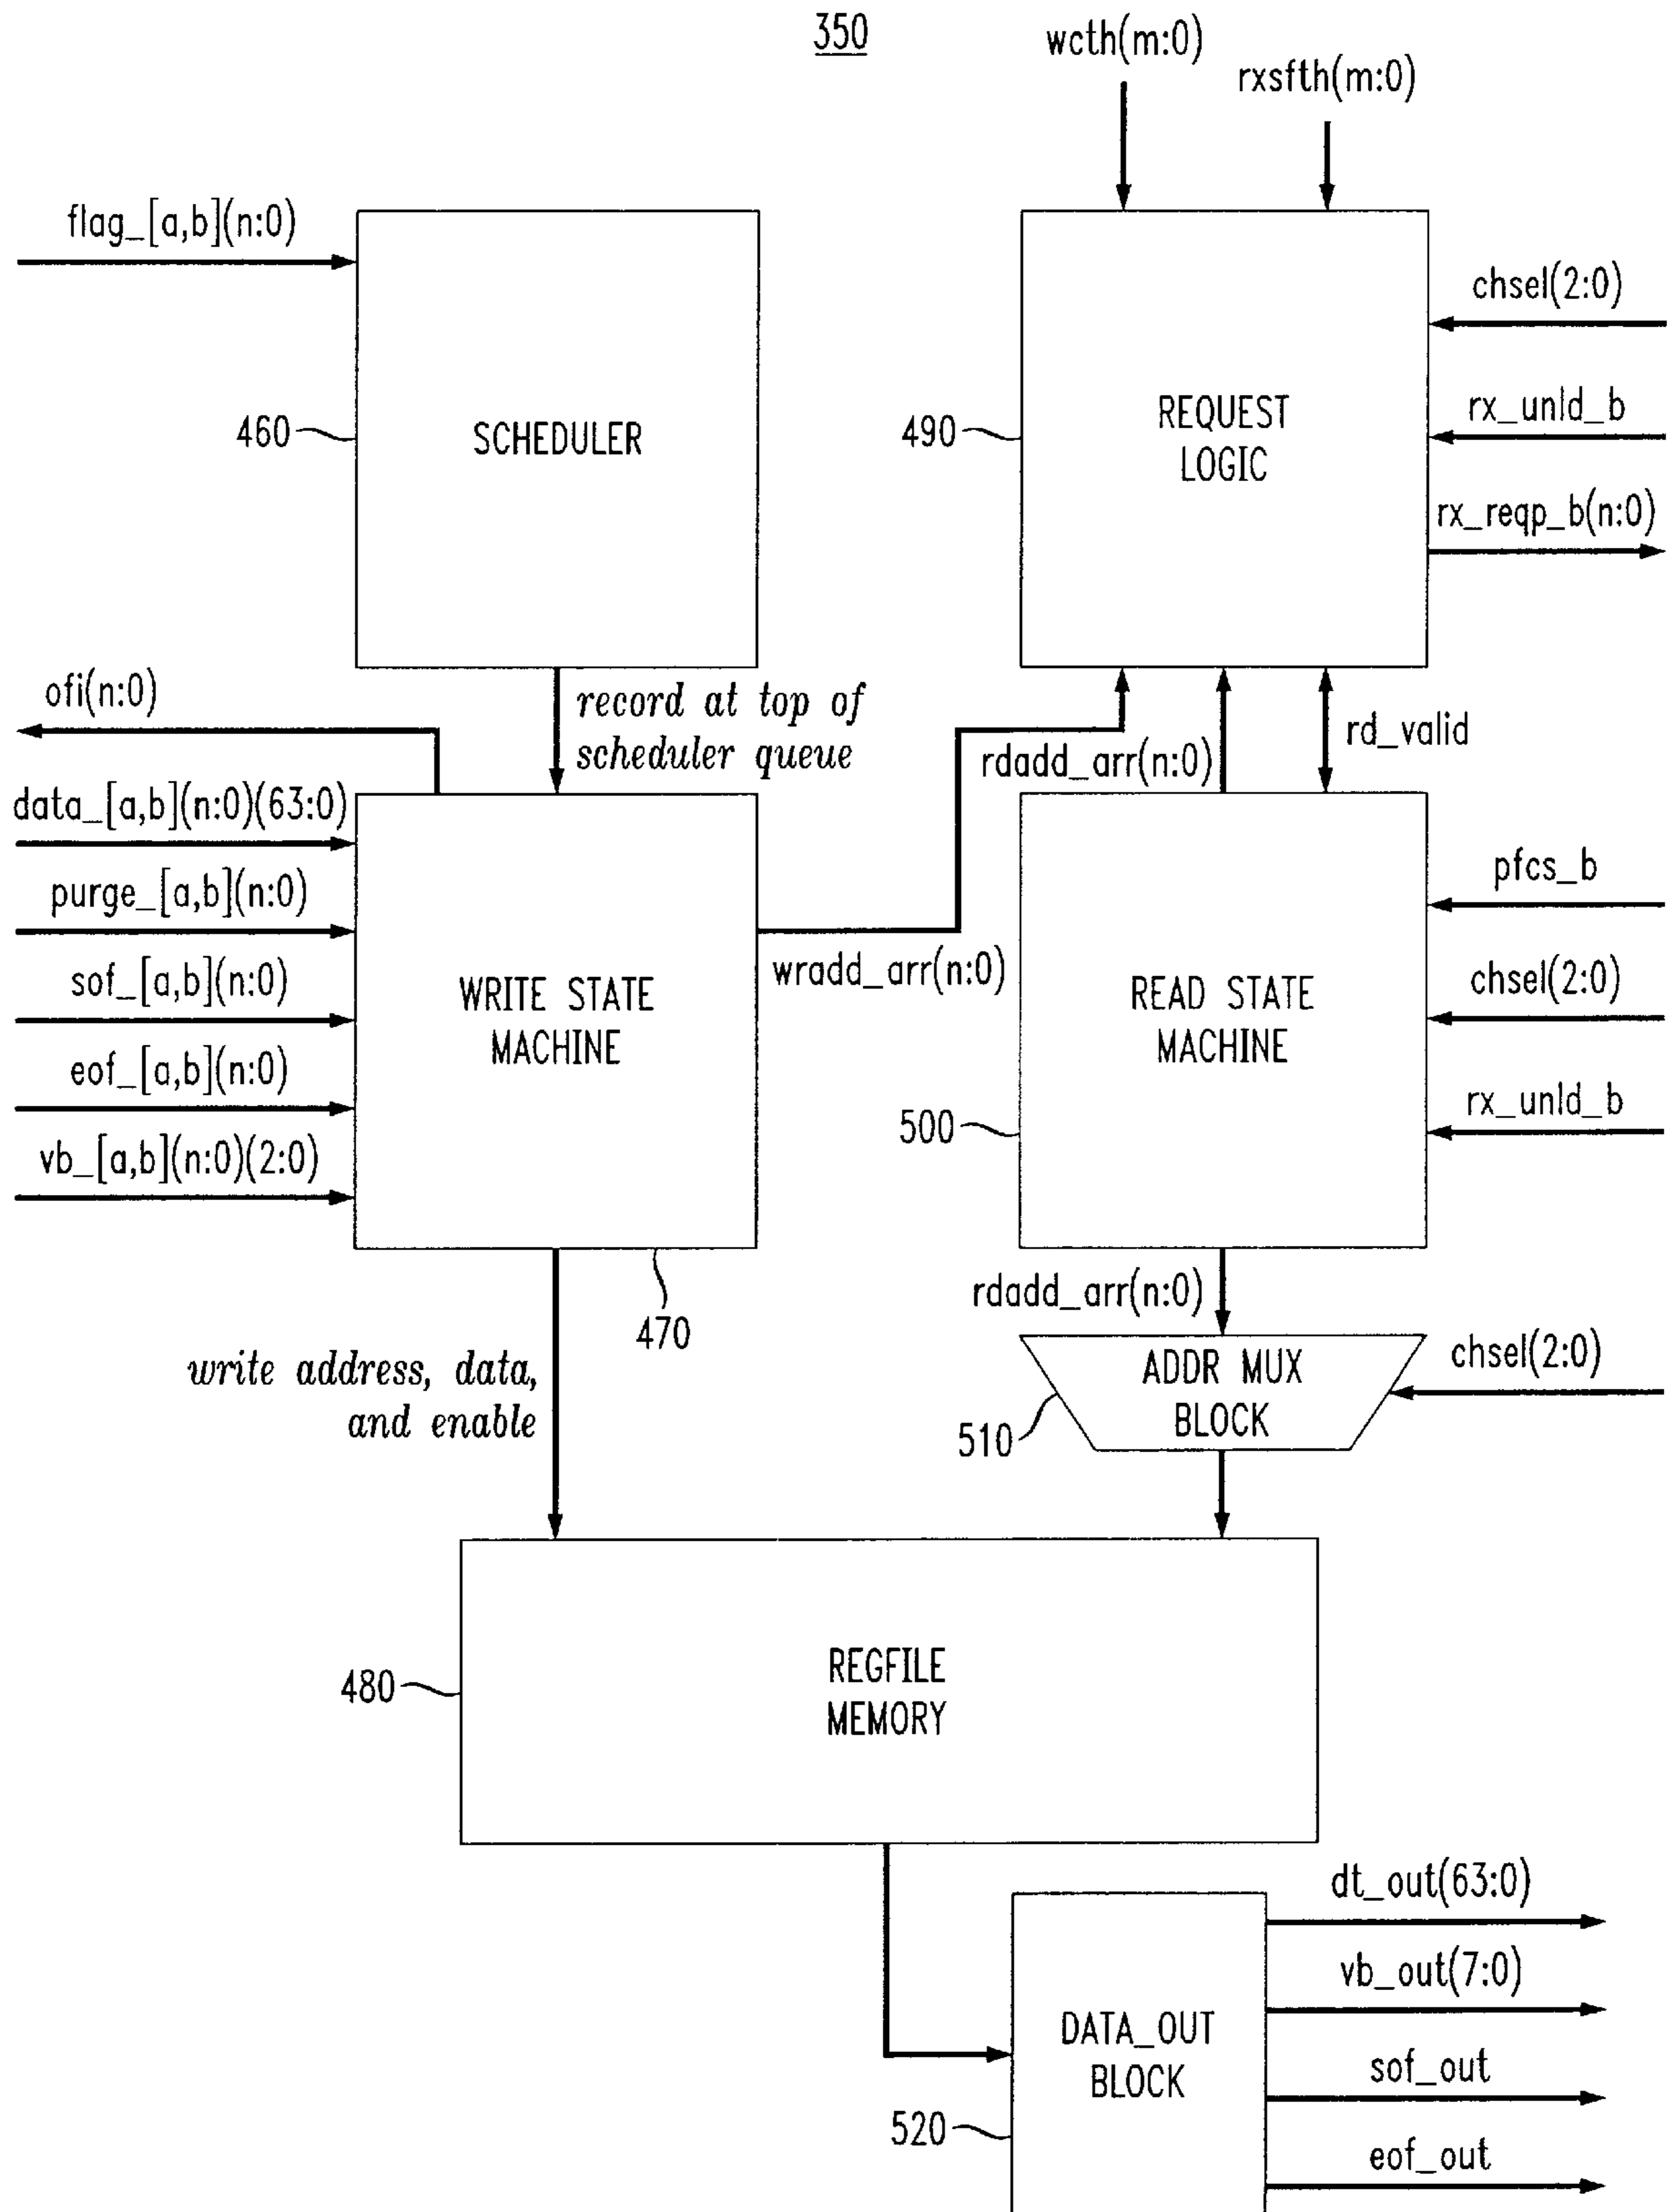 350
wcth(m:0)
rxsfth(m:0)
flag_[a,b](n:0)
chsel(2:0)
rx_unld_b
rx_reqp_b(n:0)
460
SCHEDULER
490
REQUEST
LOGIC
ofi(n:0)
record at top of
scheduler queue
rdadd_arr(n:0)
rd_valid
data_[a,b](n:0)(63:0)
purge_[a,b](n:0)
sof_[a,b](n:0)
eof_[a,b](n:0)
vb_[a,b](n:0)(2:0)
WRITE STATE
MACHINE
wradd_arr(n:0)
READ STATE
MACHINE
pfcs_b
chsel(2:0)
rx_unld_b
500
470
write address, data,
and enable
rdadd_arr(n:0)
ADDR MUX
BLOCK
chsel(2:0)
510
480
REGFILE
MEMORY
DATA_OUT
BLOCK
520
dt_out(63:0)
vb_out(7:0)
sof_out
eof_out